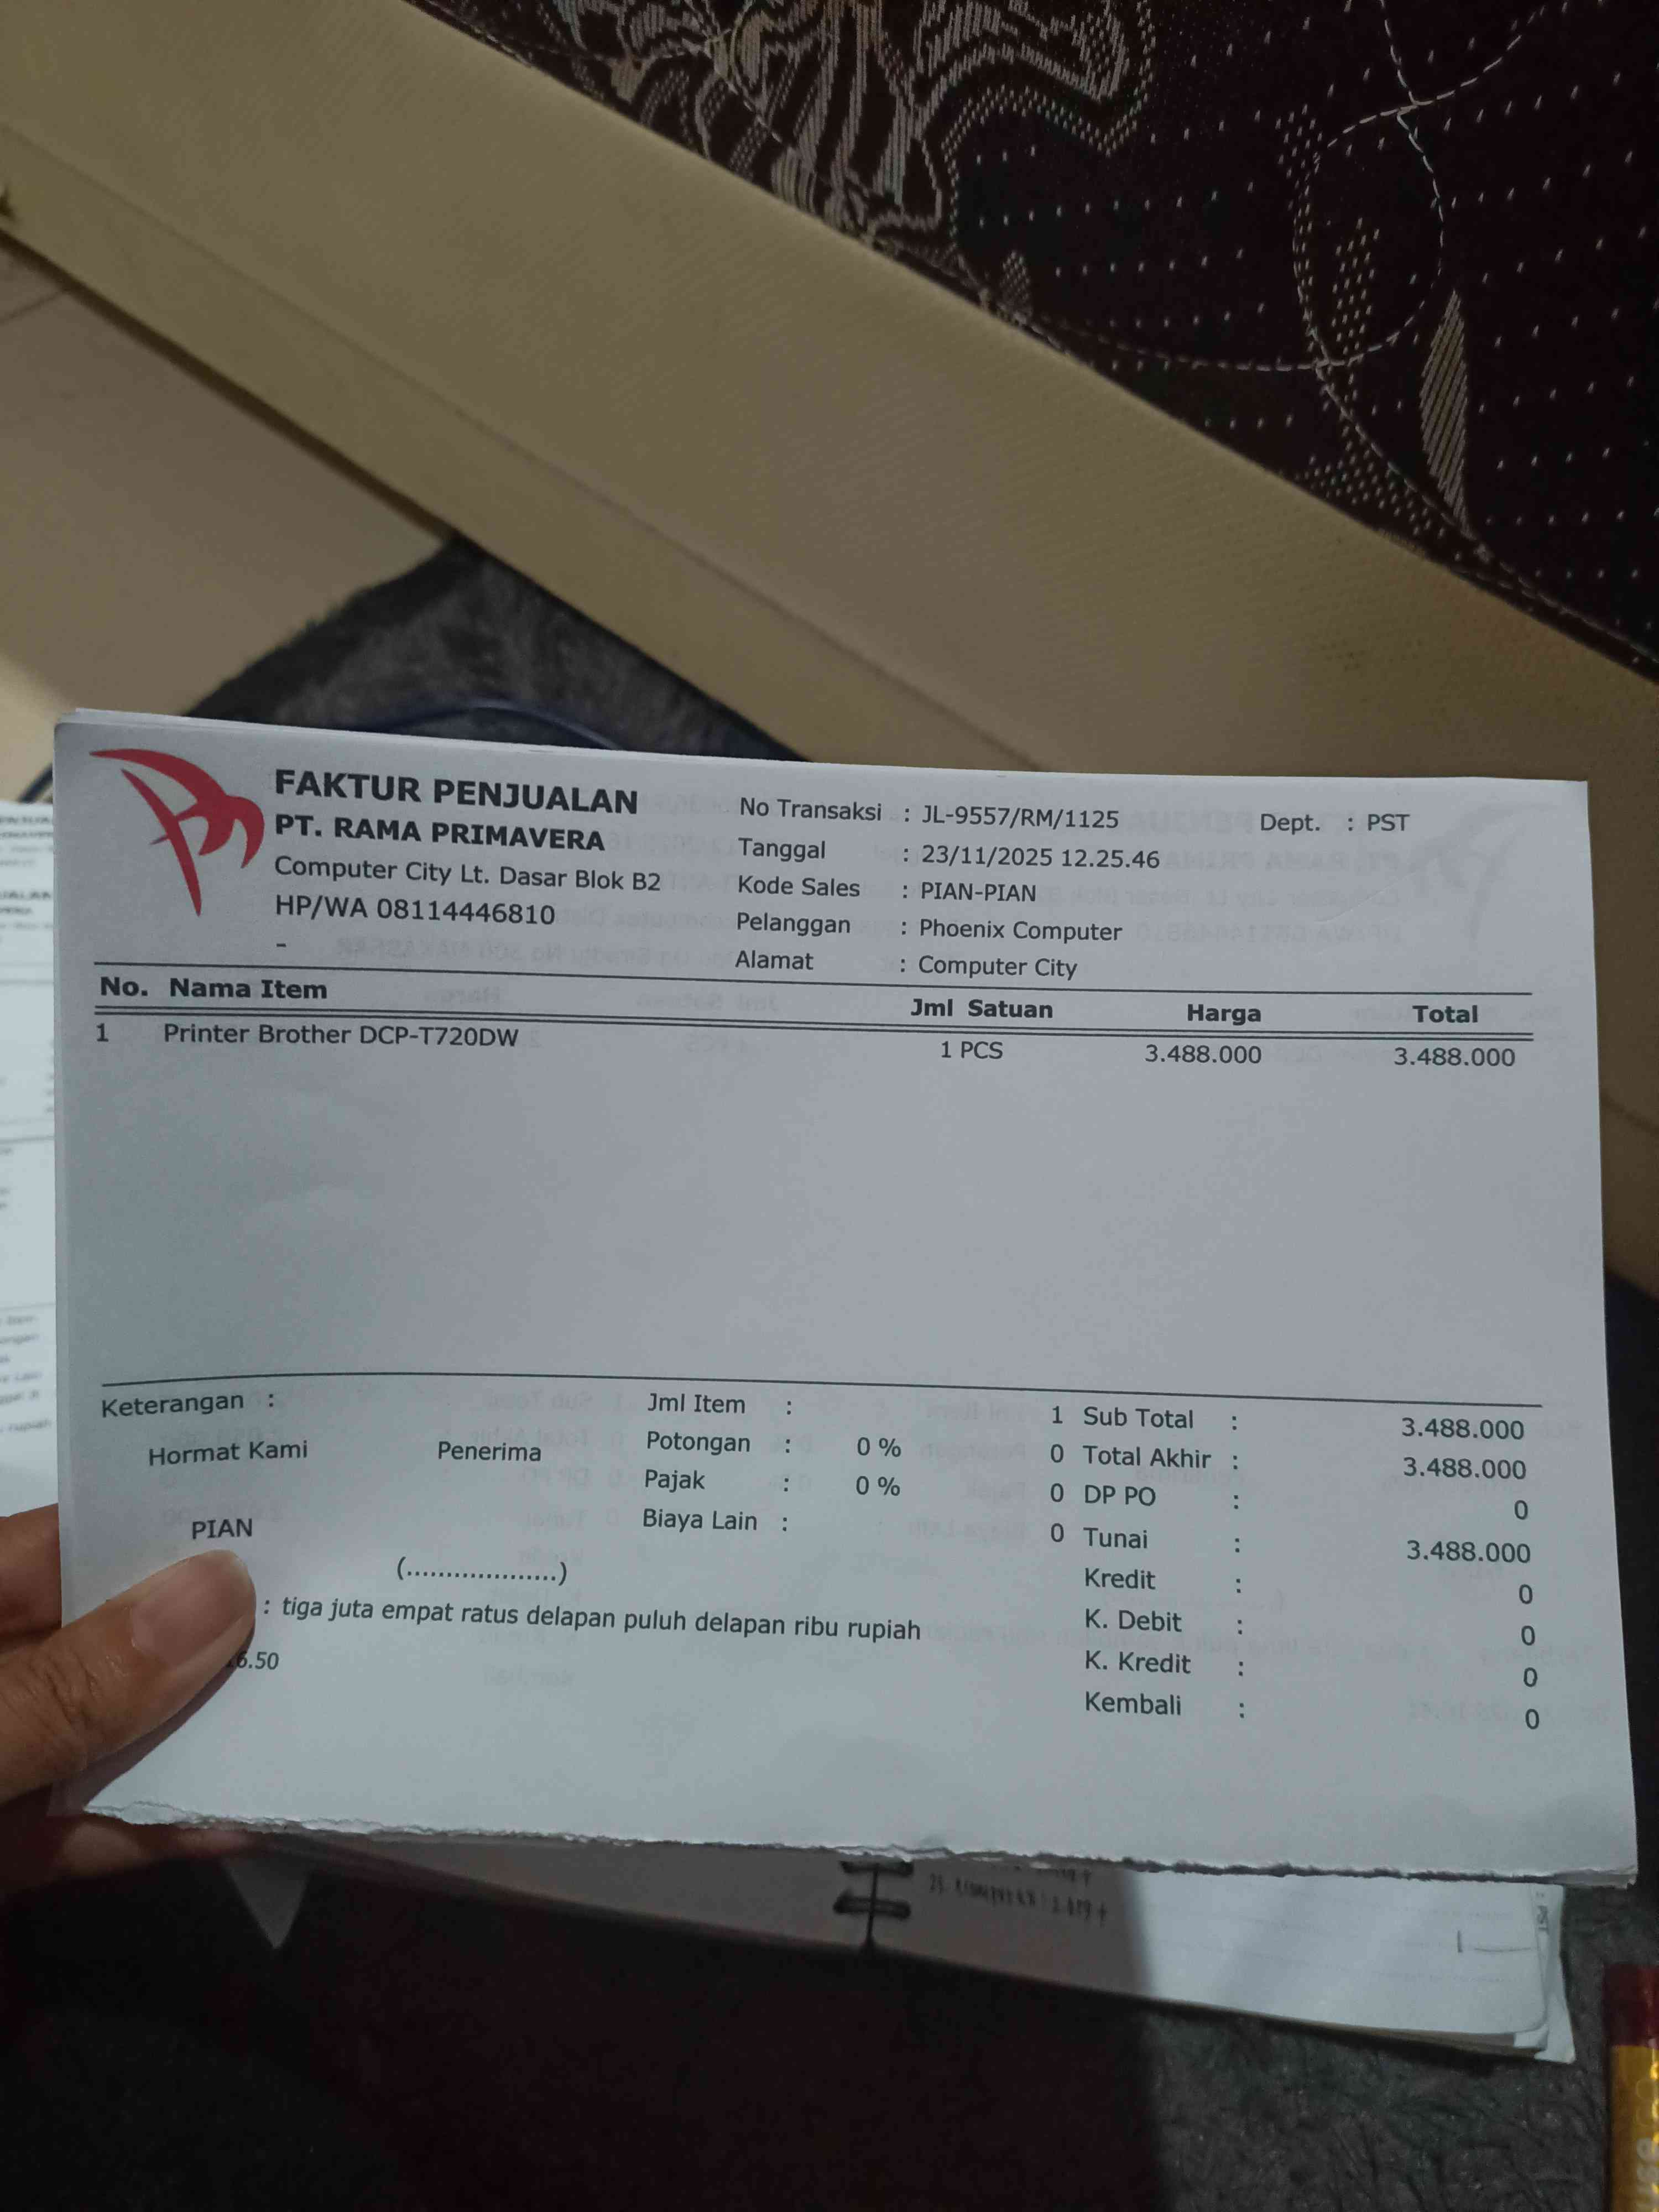 FAKTUR PENJUALAN
PT. RAMA PRIMAVERA
Computer City Lt. Dasar Blok B2
HP/WA 08114446810
-
No Transaksi : JL-9557/RM/1125 Dept. : PST
Tanggal : 23/11/2025 12.25.46
Kode Sales : PIAN-PIAN
Pelanggan : Phoenix Computer
Alamat : Computer City
No. Nama Item Jml Satuan Harga Total
1 Printer Brother DCP-T720DW 1 PCS 3.488.000 3.488.000
Keterangan :
Hormat Kami Penerima
PIAN
(...................)
: tiga juta empat ratus delapan puluh delapan ribu rupiah
6.50
Jml Item : 1
Potongan : 0 % 0
Pajak : 0 % 0
Biaya Lain : 0
Sub Total : 3.488.000
Total Akhir : 3.488.000
DP PO : 0
Tunai : 3.488.000
Kredit : 0
K. Debit : 0
K. Kredit : 0
Kembali : 0